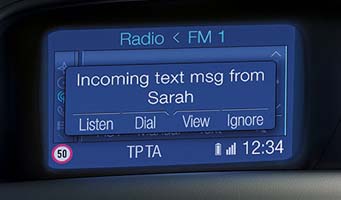 Radio < FM 1
Incoming text msg from
Sarah
Listen Dial View Ignore
50 TPTA 12:34